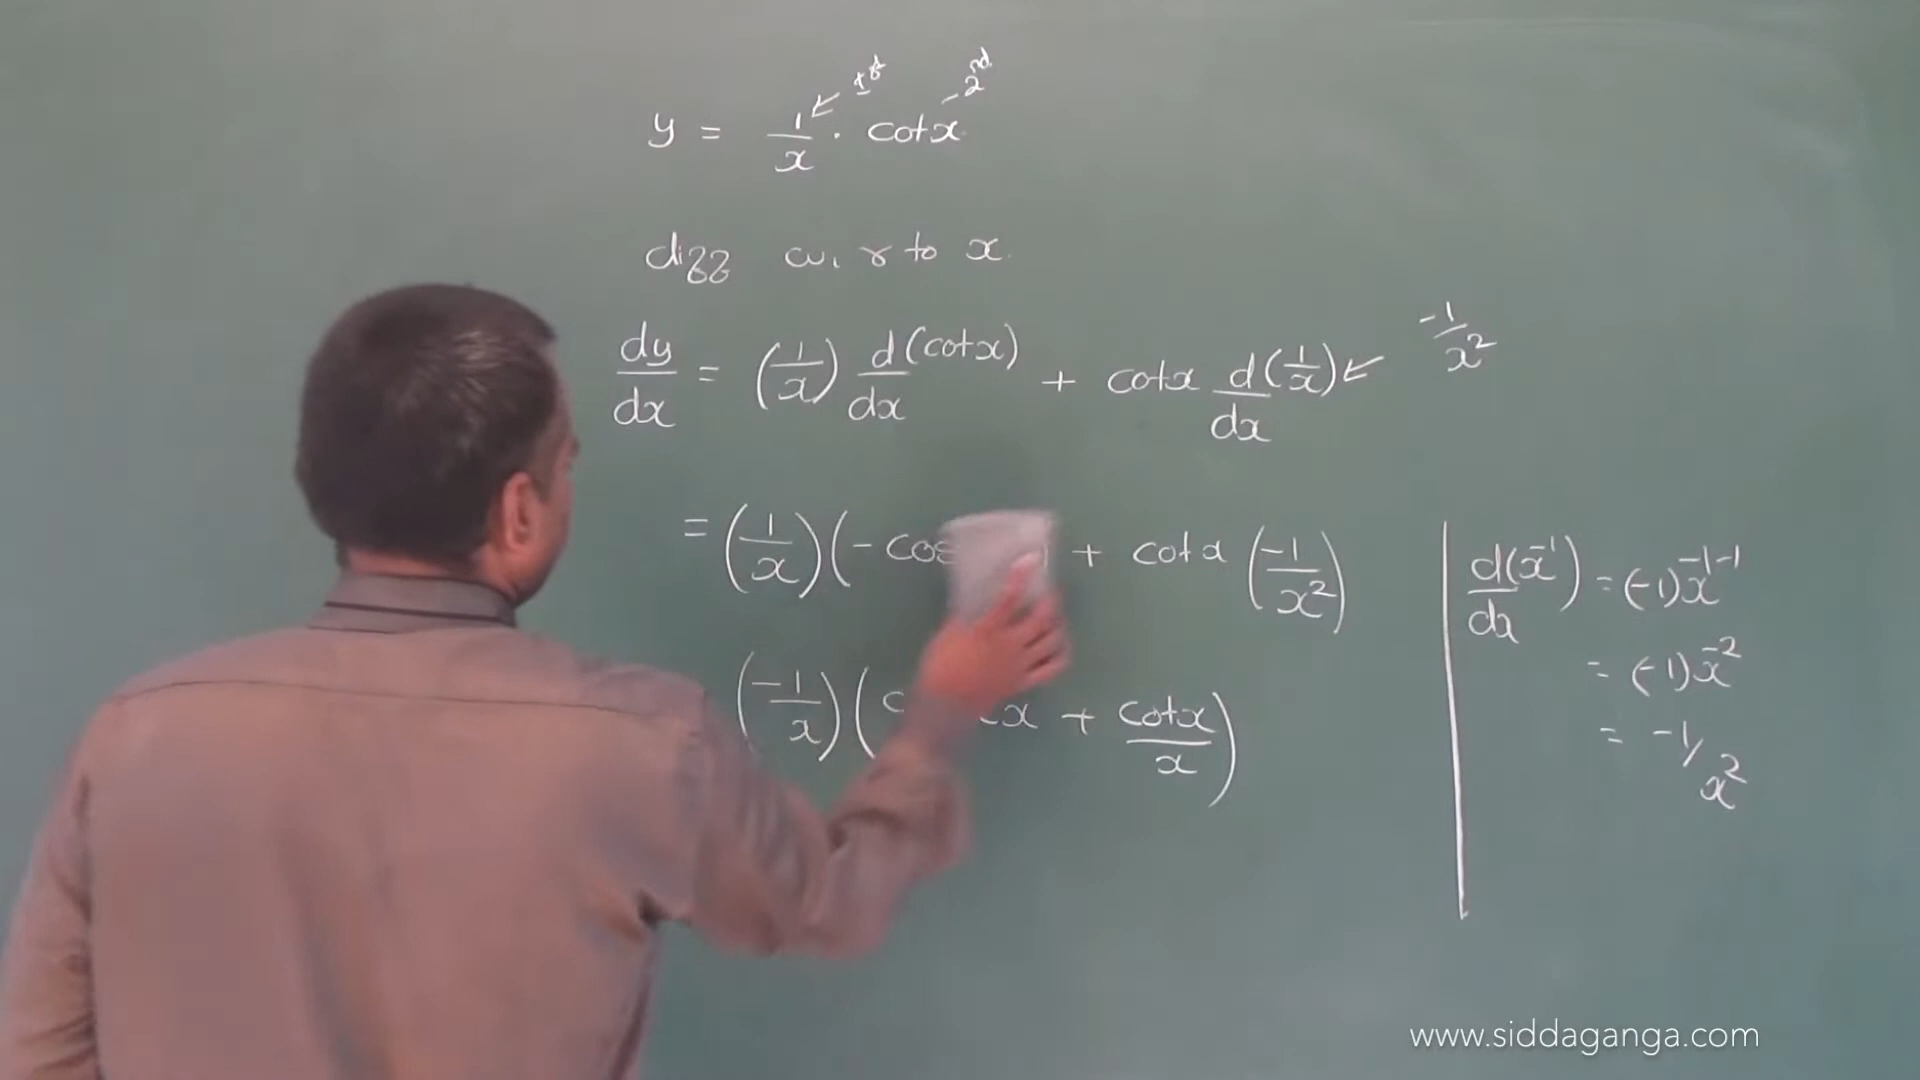 y = 1/x · cotx
1st
2nd
diff w. r to x.
dy/dx = (1/x) d/dx (cotx) + cotx d/dx (1/x) ← -1/x²
= (1/x)(- + cotx (-1/x²)
(-1/x)( x + cotx/x)
d/dx (x⁻¹) = (-1)x⁻¹⁻¹
= (-1)x⁻²
= -1/x²
www.siddaganga.com